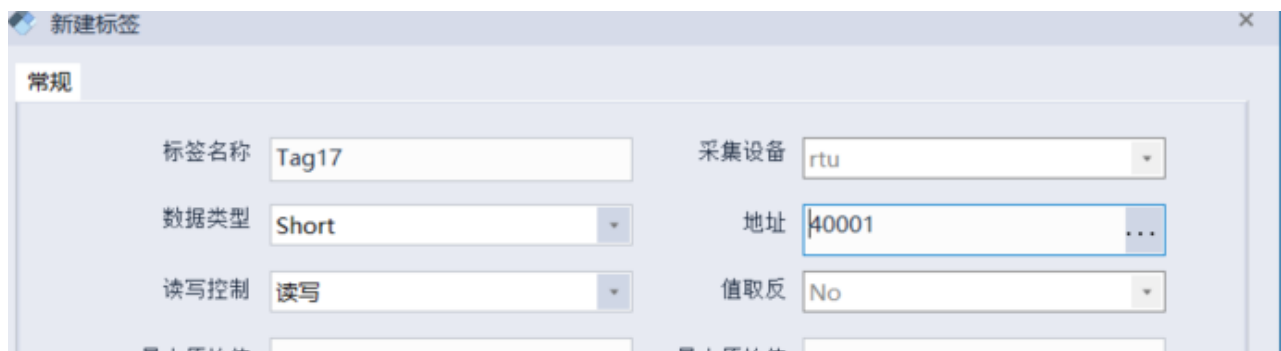 新建标签
常规
标签名称 Tag17 采集设备 rtu
数据类型 Short 地址 40001 ...
读写控制 读写 值取反 No